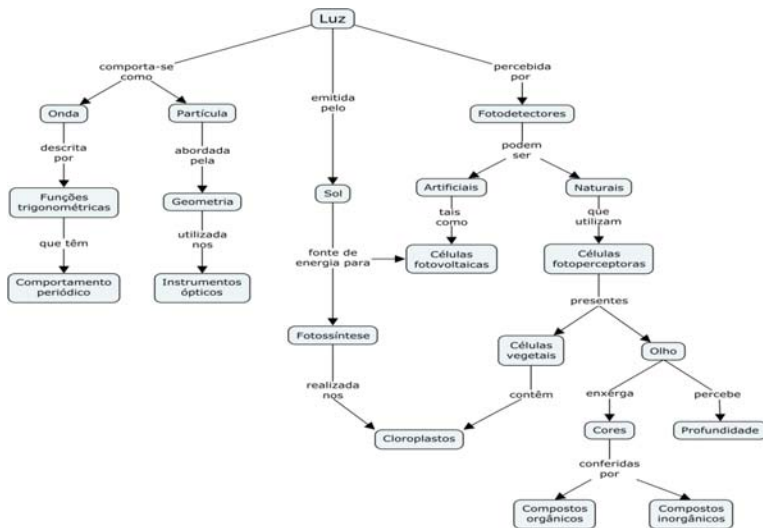 Luz
comporta-se
como
emitida
pelo
percebida
por
Onda
Partícula
Fotodetectores
descrita
por
abordada
pela
podem
ser
Funções
trigonométricas
Geometria
Sol
Artificiais
Naturais
que têm
utilizada
nos
fonte de
energia para
tais
como
que
utilizam
Comportamento
periódico
Instrumentos
ópticos
Células
fotovoltaicas
Células
fotoperceptoras
presentes
Fotossíntese
Células
vegetais
Olho
realizada
nos
contêm
enxerga
percebe
Cloroplastos
Cores
Profundidade
conferidas
por
Compostos
orgânicos
Compostos
inorgânicos